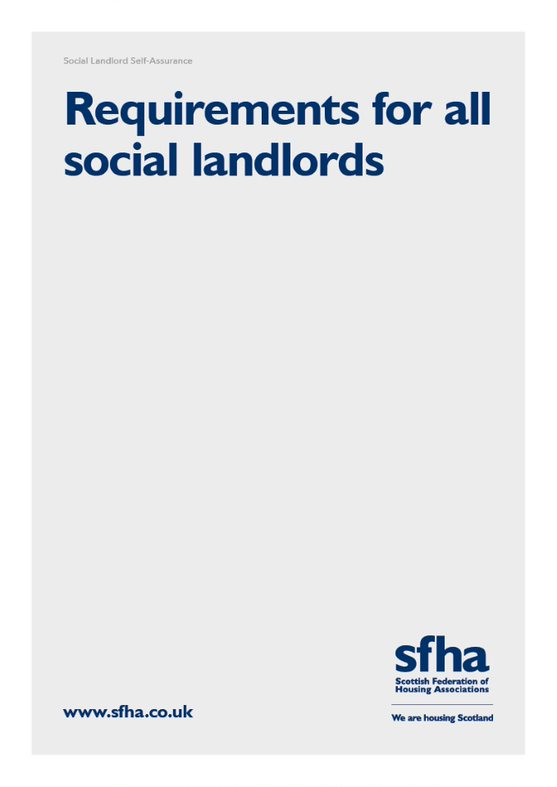 Social Landlord Self-Assurance
Requirements for all
social landlords
sfha
Scottish Federation of
Housing Associations
www.sfha.co.uk
We are housing Scotland